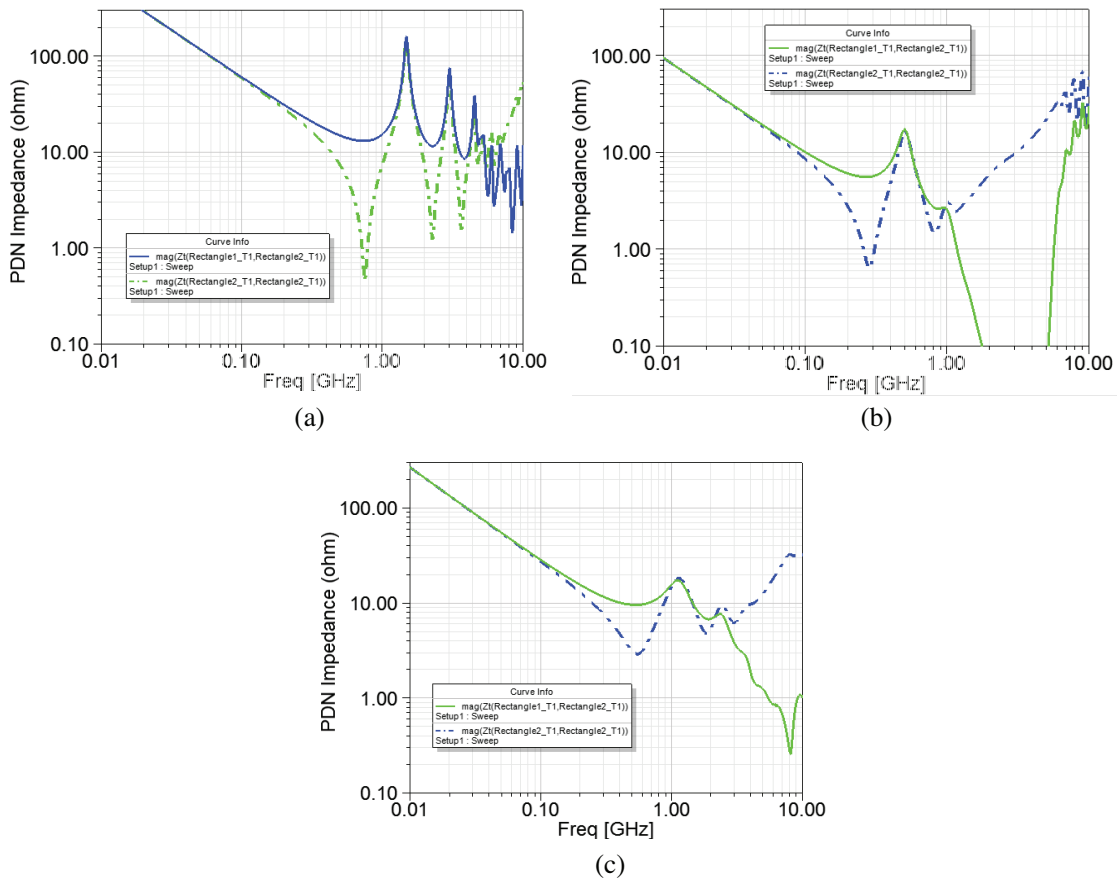 PDN Impedance (ohm)
100.00
10.00
1.00
0.10
Curve Info
mag(Zt(Rectangle1_T1,Rectangle2_T1))
Setup1 : Sweep
mag(Zt(Rectangle2_T1,Rectangle2_T1))
Setup1 : Sweep
0.01 0.10 1.00 10.00
Freq [GHz]
(a)
PDN Impedance (ohm)
100.00
10.00
1.00
0.10
Curve Info
mag(Zt(Rectangle1_T1,Rectangle2_T1))
Setup1 : Sweep
mag(Zt(Rectangle2_T1,Rectangle2_T1))
Setup1 : Sweep
0.01 0.10 1.00 10.00
Freq [GHz]
(b)
PDN Impedance (ohm)
100.00
10.00
1.00
0.10
Curve Info
mag(Zt(Rectangle1_T1,Rectangle2_T1))
Setup1 : Sweep
mag(Zt(Rectangle2_T1,Rectangle2_T1))
Setup1 : Sweep
0.01 0.10 1.00 10.00
Freq [GHz]
(c)